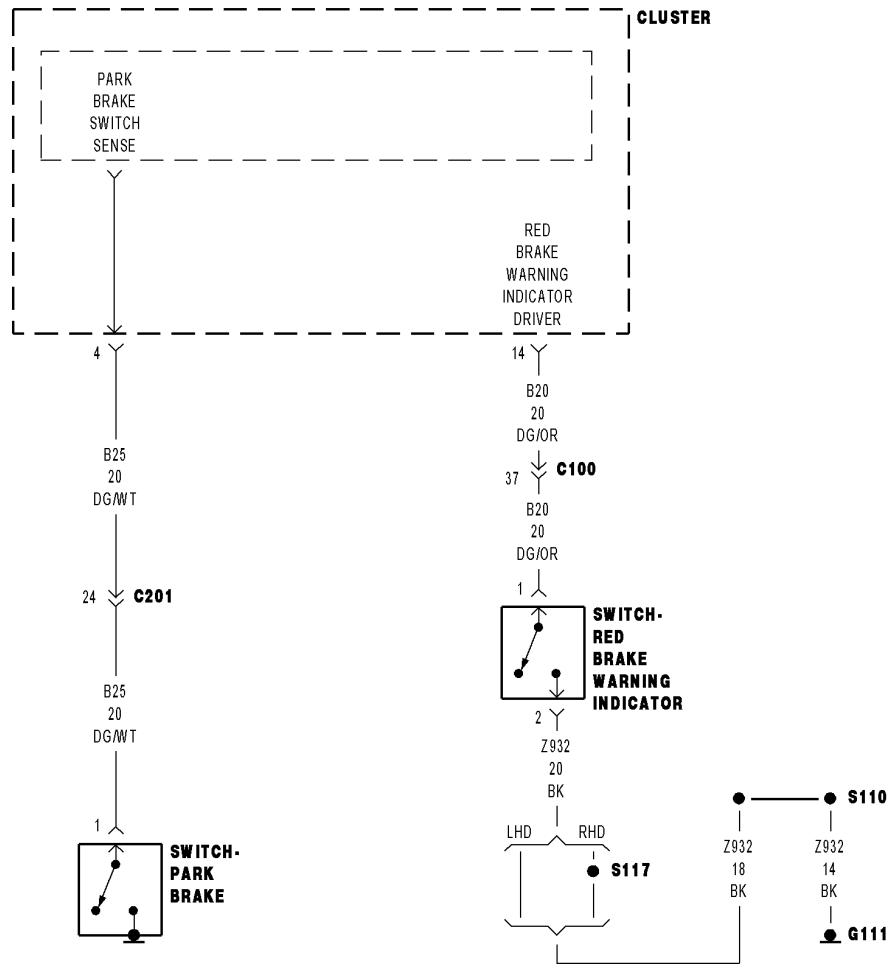 CLUSTER
PARK
BRAKE
SWITCH
SENSE
RED
BRAKE
WARNING
INDICATOR
DRIVER
4
14
B20
20
DG/OR
B25
20
DG/WT
37
C100
B20
20
DG/OR
24
C201
1
SWITCH-
RED
BRAKE
WARNING
INDICATOR
B25
20
DG/WT
2
Z932
20
BK
S110
1
LHD
RHD
SWITCH-
PARK
BRAKE
S117
Z932
18
BK
Z932
14
BK
G111